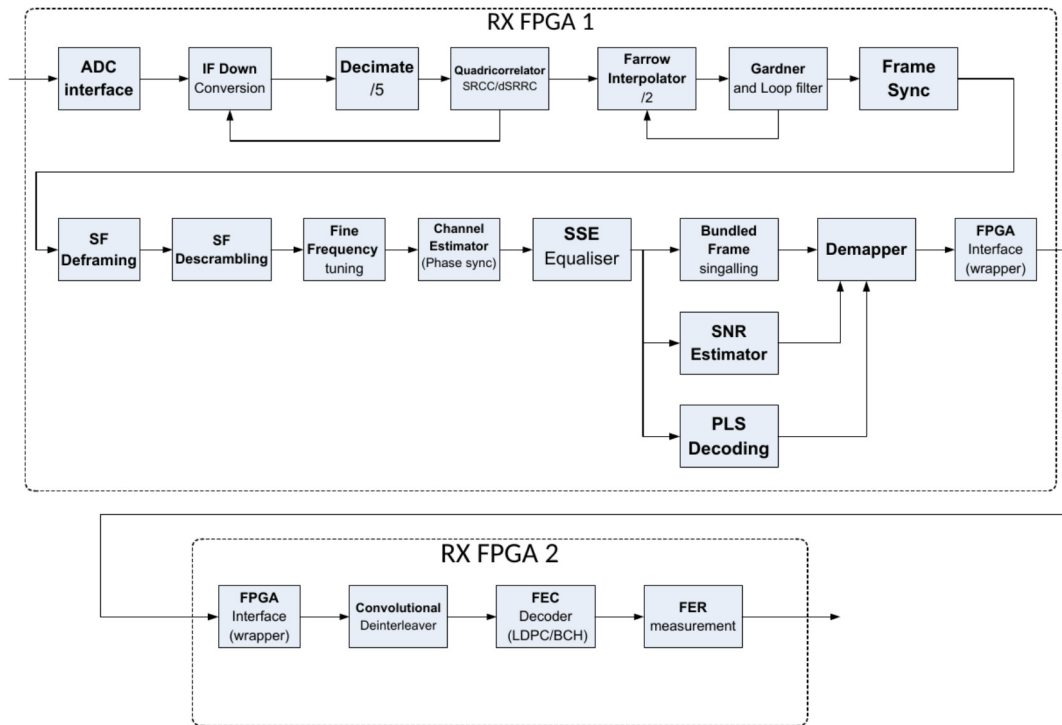 RX FPGA 1
ADC
interface
IF Down
Conversion
Decimate
/5
Quadricorrelator
SRCC/dSRRC
Farrow
Interpolator
/2
Gardner
and Loop filter
Frame
Sync
SF
Deframing
SF
Descrambling
Fine
Frequency
tuning
Channel
Estimator
(Phase sync)
SSE
Equaliser
Bundled
Frame
singalling
Demapper
FPGA
Interface
(wrapper)
SNR
Estimator
PLS
Decoding
RX FPGA 2
FPGA
Interface
(wrapper)
Convolutional
Deinterleaver
FEC
Decoder
(LDPC/BCH)
FER
measurement